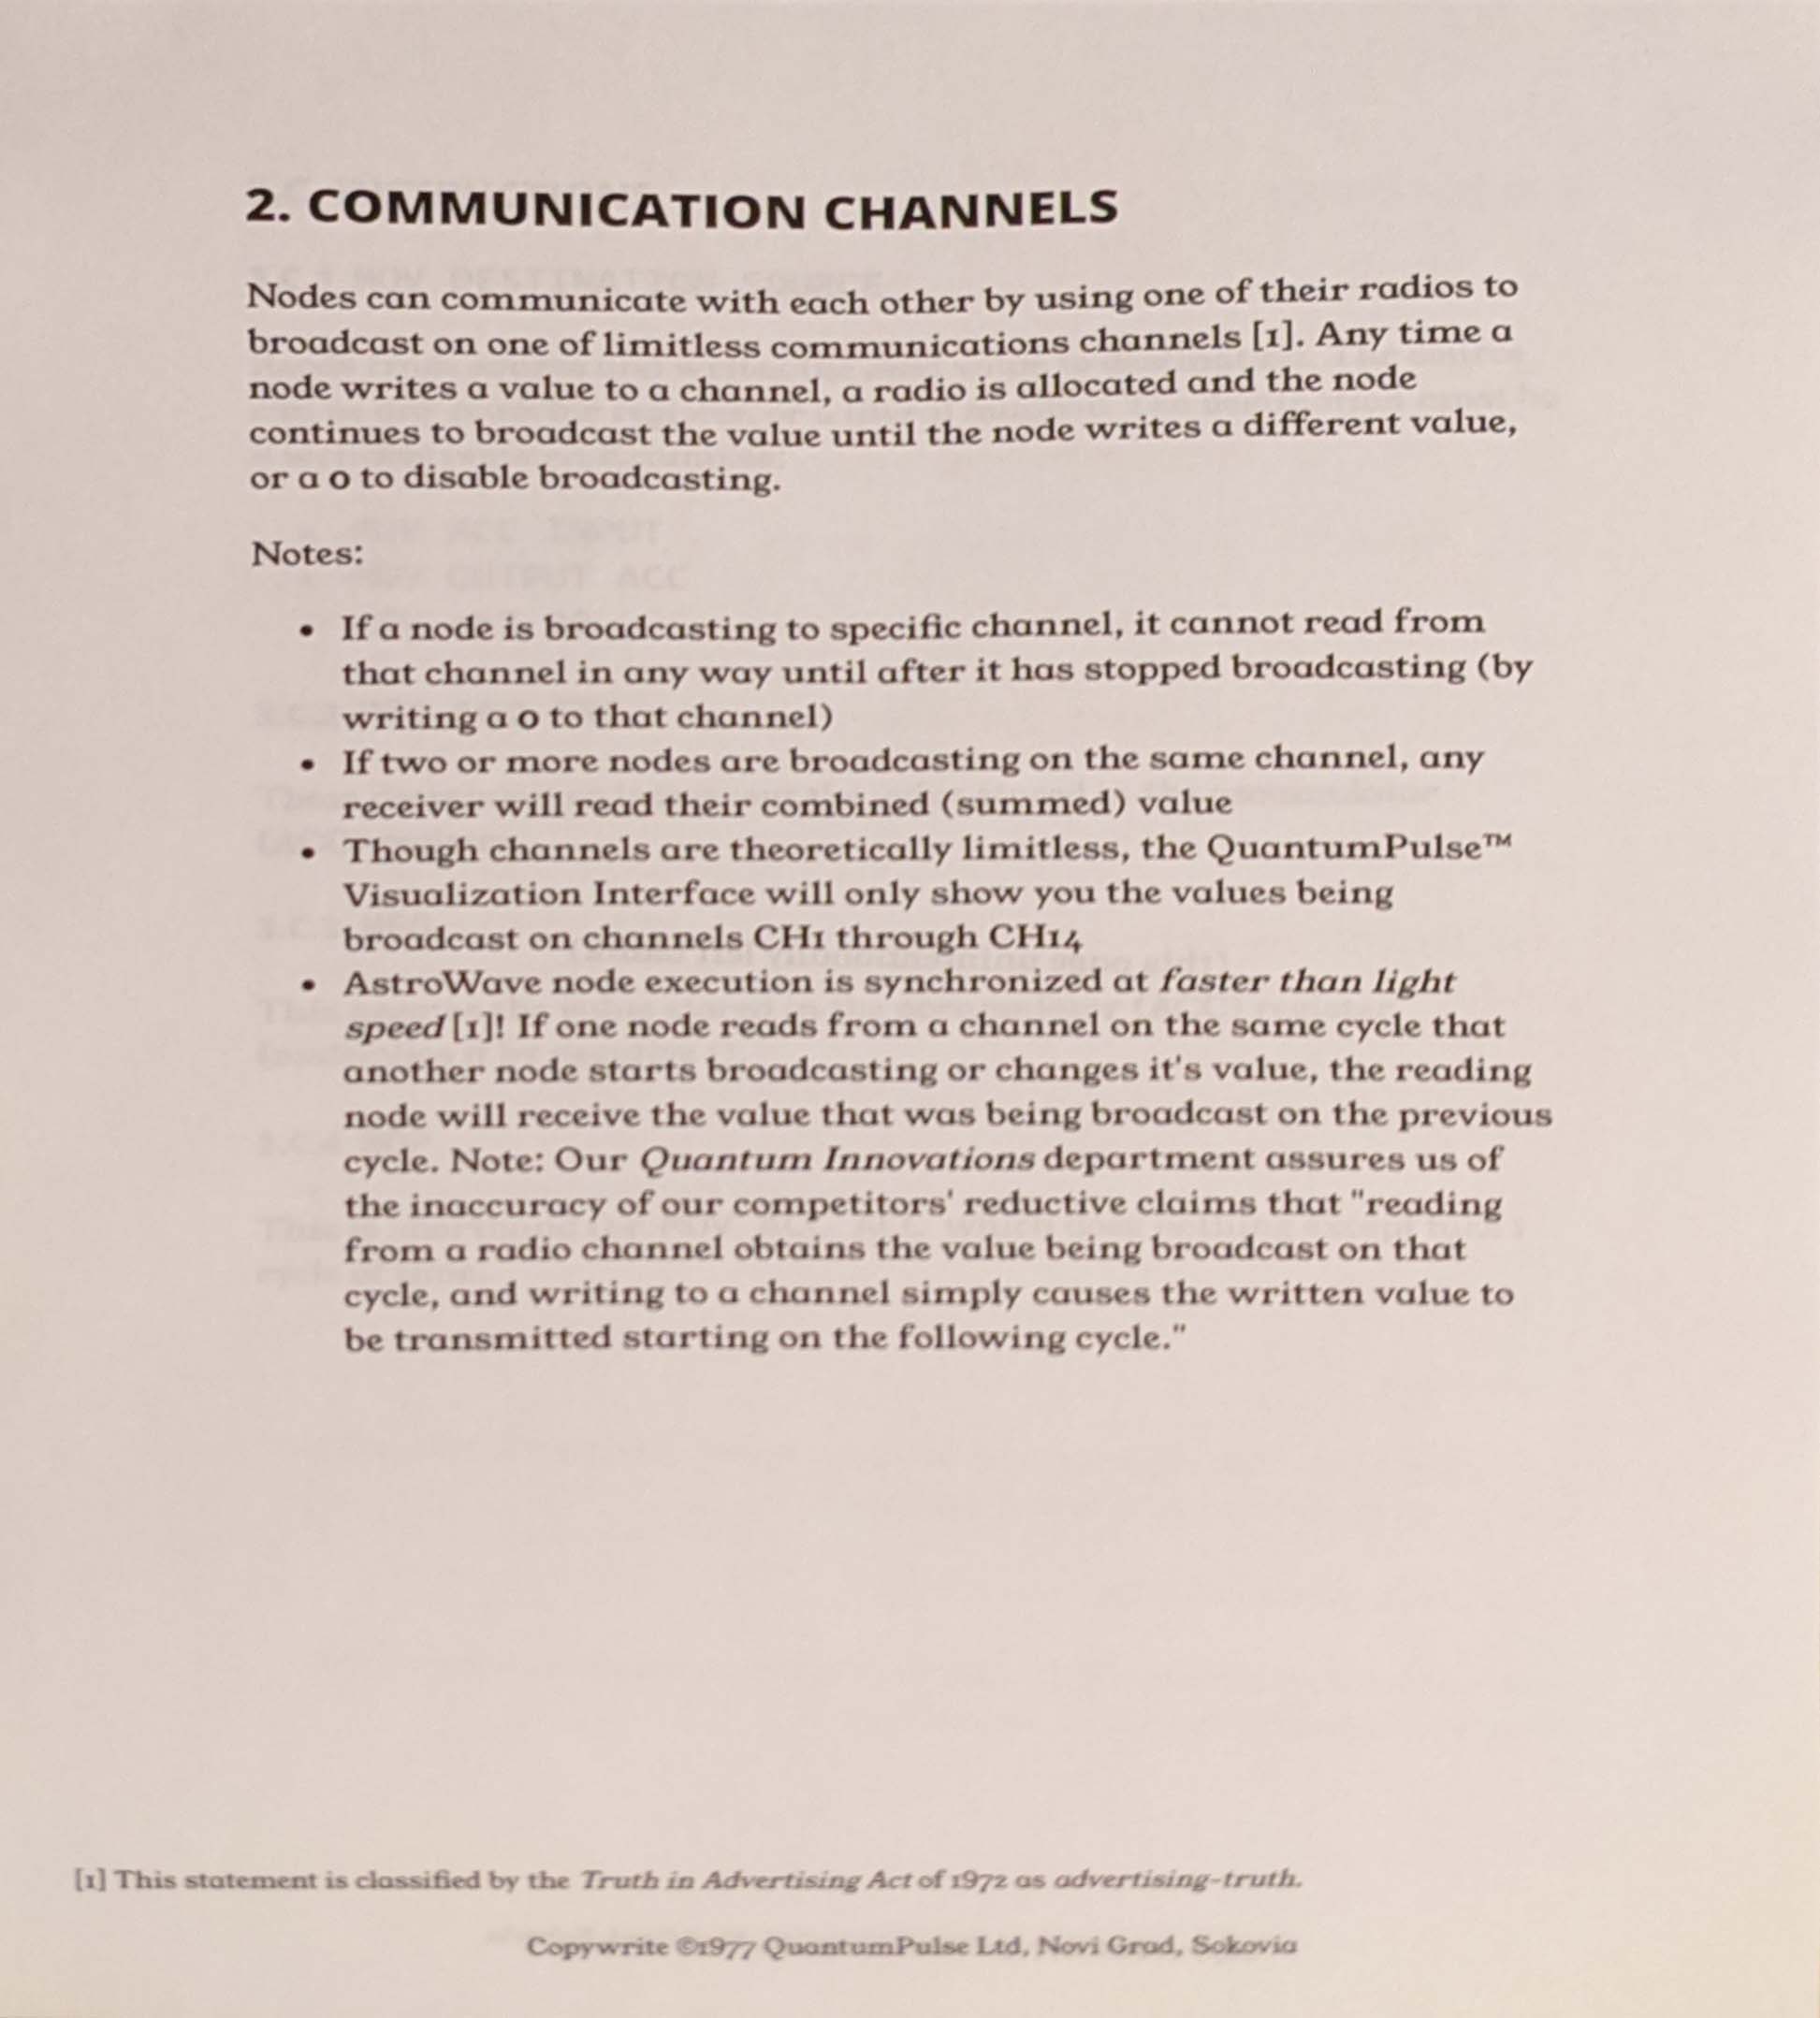 2. COMMUNICATION CHANNELS
Nodes can communicate with each other by using one of their radios to
broadcast on one of limitless communications channels [1]. Any time a
node writes a value to a channel, a radio is allocated and the node
continues to broadcast the value until the node writes a different value,
or a 0 to disable broadcasting.
Notes:
• If a node is broadcasting to specific channel, it cannot read from
that channel in any way until after it has stopped broadcasting (by
writing a 0 to that channel)
• If two or more nodes are broadcasting on the same channel, any
receiver will read their combined (summed) value
• Though channels are theoretically limitless, the QuantumPulse™
Visualization Interface will only show you the values being
broadcast on channels CH1 through CH14
• AstroWave node execution is synchronized at faster than light
speed [1]! If one node reads from a channel on the same cycle that
another node starts broadcasting or changes it's value, the reading
node will receive the value that was being broadcast on the previous
cycle. Note: Our Quantum Innovations department assures us of
the inaccuracy of our competitors' reductive claims that "reading
from a radio channel obtains the value being broadcast on that
cycle, and writing to a channel simply causes the written value to
be transmitted starting on the following cycle."
[1] This statement is classified by the Truth in Advertising Act of 1972 as advertising-truth.
Copywrite ©1977 QuantumPulse Ltd, Novi Grad, Sokovia